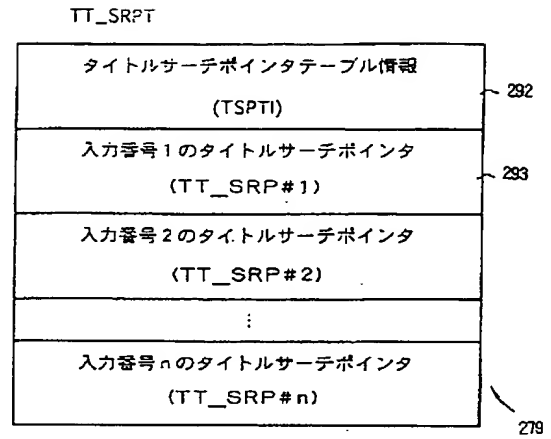 TT_SRPT
タイトルサーチポインタテーブル情報
(TSPTI)
292
入力番号1のタイトルサーチポインタ
(TT_SRP#1)
293
入力番号2のタイトルサーチポインタ
(TT_SRP#2)
⋮
入力番号nのタイトルサーチポインタ
(TT_SRP#n)
279